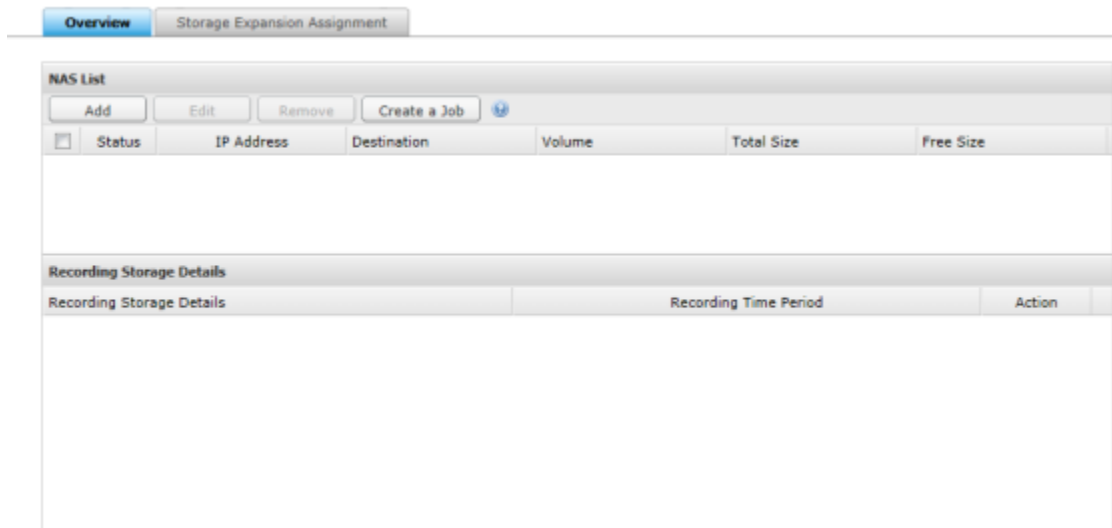 Overview Storage Expansion Assignment
NAS List
Add Edit Remove Create a Job
Status IP Address Destination Volume Total Size Free Size
Recording Storage Details
Recording Storage Details Recording Time Period Action